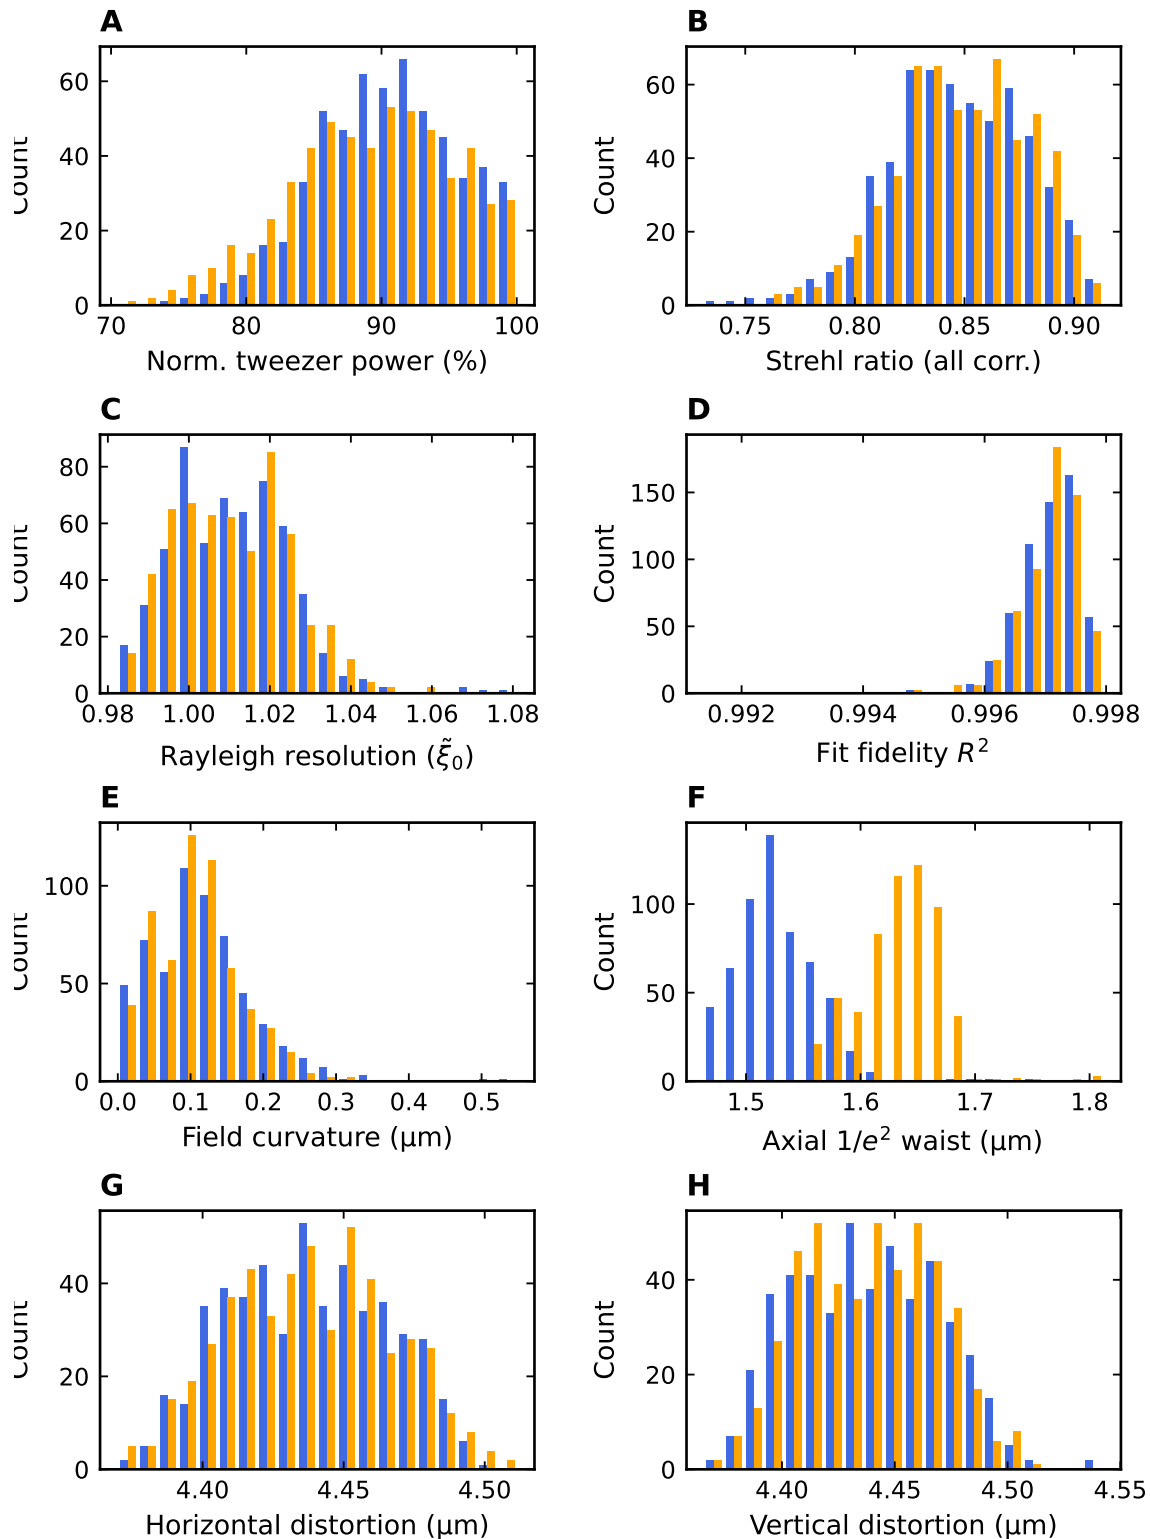 A
Count
0
20
40
60
70
80
90
100
Norm. tweezer power (%)
B
Count
0
20
40
60
0.75
0.80
0.85
0.90
Strehl ratio (all corr.)
C
Count
0
20
40
60
80
0.98
1.00
1.02
1.04
1.06
1.08
Rayleigh resolution (ξ̃₀)
D
Count
0
50
100
150
0.992
0.994
0.996
0.998
Fit fidelity R²
E
Count
0
50
100
0.0
0.1
0.2
0.3
0.4
0.5
Field curvature (µm)
F
Count
0
50
100
1.5
1.6
1.7
1.8
Axial 1/e² waist (µm)
G
Count
0
20
40
4.40
4.45
4.50
Horizontal distortion (µm)
H
Count
0
20
40
4.40
4.45
4.50
4.55
Vertical distortion (µm)